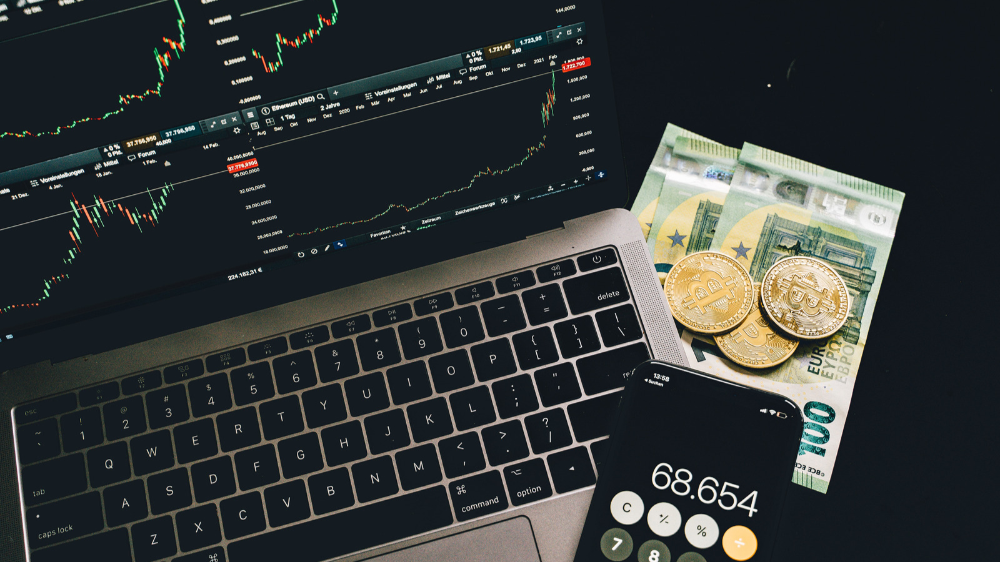 144,0000
0,300000
0,200000
0,100000
-0,000000
▲ 0 %
0 Pkt.
1.721,45
2,50
1.723,95
Mittel
Forum
Voreinstellungen
1 Ethereum (USD)
+
1 Tag
2 Jahre
Aug Sep Okt Nov Dez 2020 Feb Mär Apr Mai Jun Jul Aug Sep Okt Nov Dez 2021 Feb
1.722,700
1.500,000
1.200,000
900,000
600,000
300,000
-0,000
Favoriten
Zeitraum
Zeichenwerkzeuge
▲ 0 %
0 Pkt.
37.756,950
40,000
37.796,950
Mittel
Forum
Voreinstellungen
21 Dez.
4 Jan.
18 Jan.
1 Feb.
14 Feb.
40.000,0000
37.776,9500
36.000,0000
32.000,0000
28.000,0000
24.000,0000
20.000,0000
16.000,0000
224.182,31 €
esc
F1
F2
F3
F4
F5
F6
F7
F8
F9
F10
F11
F12
~ `
! 1
@ 2
# 3
$ 4
% 5
^ 6
& 7
* 8
( 9
) 0
— -
+ =
delete
tab
Q W E R T Y U I O P { [ } ] | \
caps lock
A S D F G H J K L : ; " '
Z X C V B N M < , > . ? /
⌘
⌘ command
option
EURO
ΕΥΡΩ
ЕВРО
100
13:58
Suchen
68.654
C
+/-
%
÷
7
8